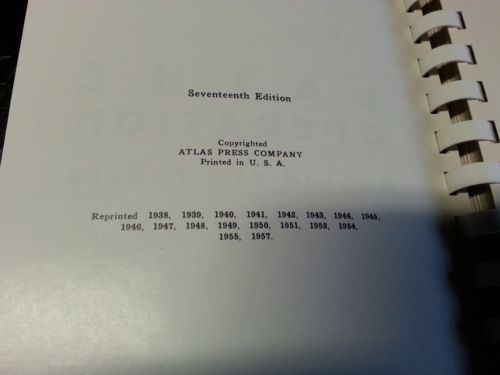 Seventeenth Edition
Copyrighted
ATLAS PRESS COMPANY
Printed in U. S. A.
Reprinted 1938, 1939, 1940, 1941, 1942, 1943, 1944, 1945,
1946, 1947, 1948, 1949, 1950, 1951, 1952, 1954,
1955, 1957.